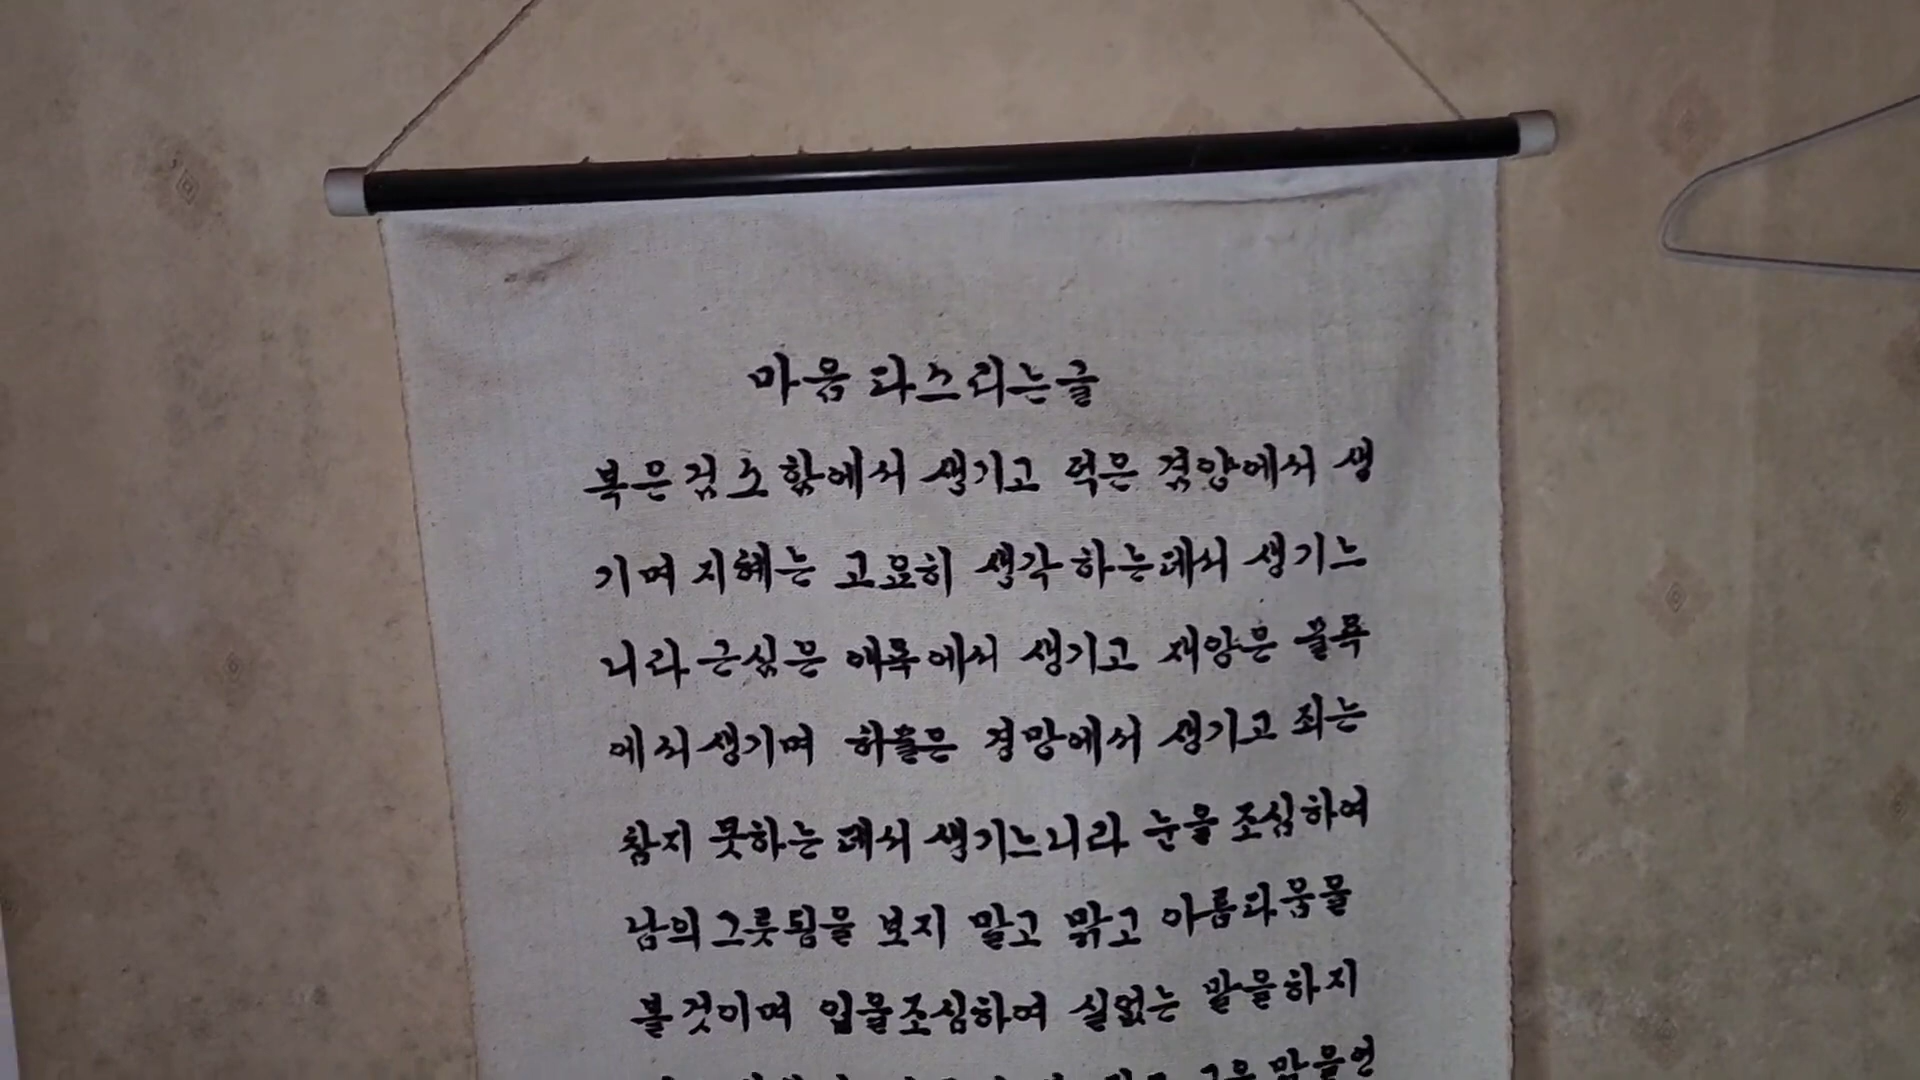 마음 다스리는 글
복은 검소함에서 생기고 덕은 겸양에서 생
기며 지혜는 고요히 생각하는데서 생기느
니라 근심은 애욕에서 생기고 재앙은 물욕
에서 생기며 허물은 경망에서 생기고 죄는
참지 못하는데서 생기느니라 눈을 조심하여
남의 그릇됨을 보지 말고 맑고 아름다움을
볼것이며 입을조심하여 실없는 말을하지